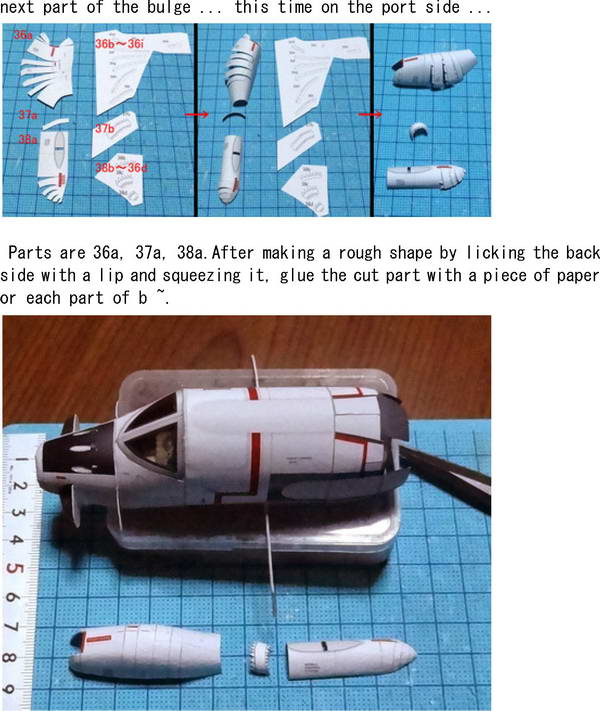 next part of the bulge ... this time on the port side ...
36a
36b～36i
37a
38a
37b
38b～36d
Parts are 36a, 37a, 38a.After making a rough shape by licking the back
side with a lip and squeezing it, glue the cut part with a piece of paper
or each part of b ~.
1
2
3
4
5
6
7
8
9